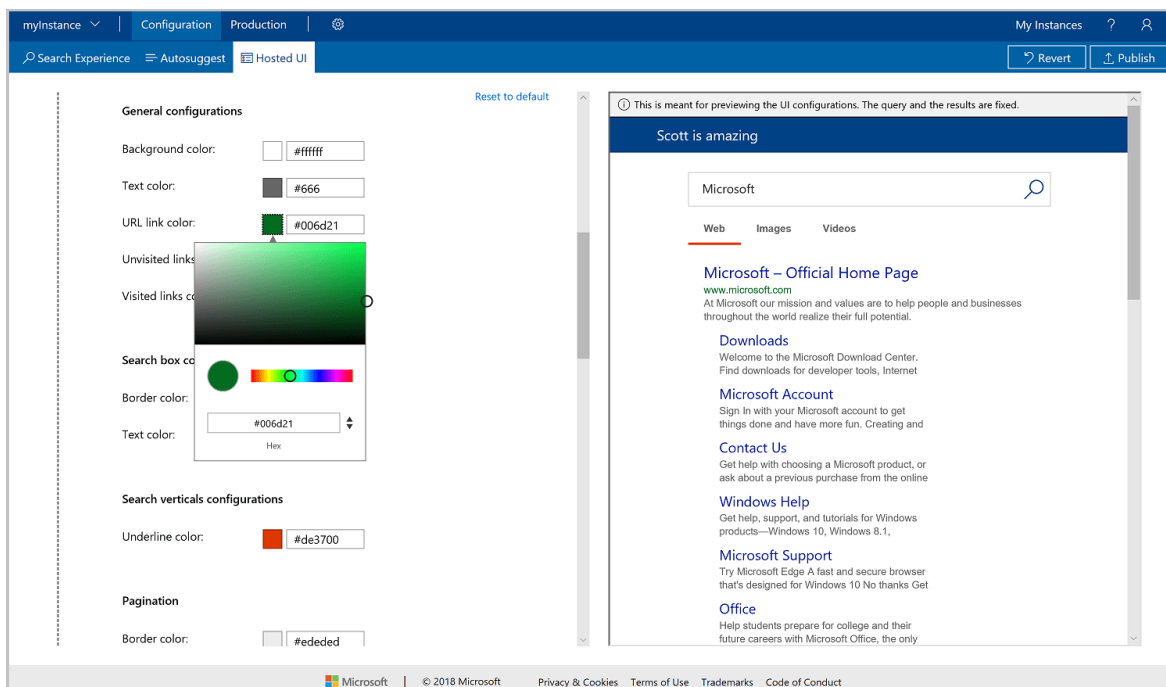 myInstance
Configuration
Production
My Instances
?
Search Experience
Autosuggest
Hosted UI
Revert
Publish
Reset to default
General configurations
Background color:
#ffffff
Text color:
#666
URL link color:
#006d21
Unvisited links
Visited links co
#006d21
Hex
Search box co
Border color:
Text color:
Search verticals configurations
Underline color:
#de3700
Pagination
Border color:
#ededed
This is meant for previewing the UI configurations. The query and the results are fixed.
Scott is amazing
Microsoft
Web
Images
Videos
Microsoft – Official Home Page
www.microsoft.com
At Microsoft our mission and values are to help people and businesses
throughout the world realize their full potential.
Downloads
Welcome to the Microsoft Download Center.
Find downloads for developer tools, Internet
Microsoft Account
Sign In with your Microsoft account to get
things done and have more fun. Creating and
Contact Us
Get help with choosing a Microsoft product, or
ask about a previous purchase from the online
Windows Help
Get help, support, and tutorials for Windows
products—Windows 10, Windows 8.1,
Microsoft Support
Try Microsoft Edge A fast and secure browser
that's designed for Windows 10 No thanks Get
Office
Help students prepare for college and their
future careers with Microsoft Office, the only
Microsoft
© 2018 Microsoft
Privacy & Cookies
Terms of Use
Trademarks
Code of Conduct